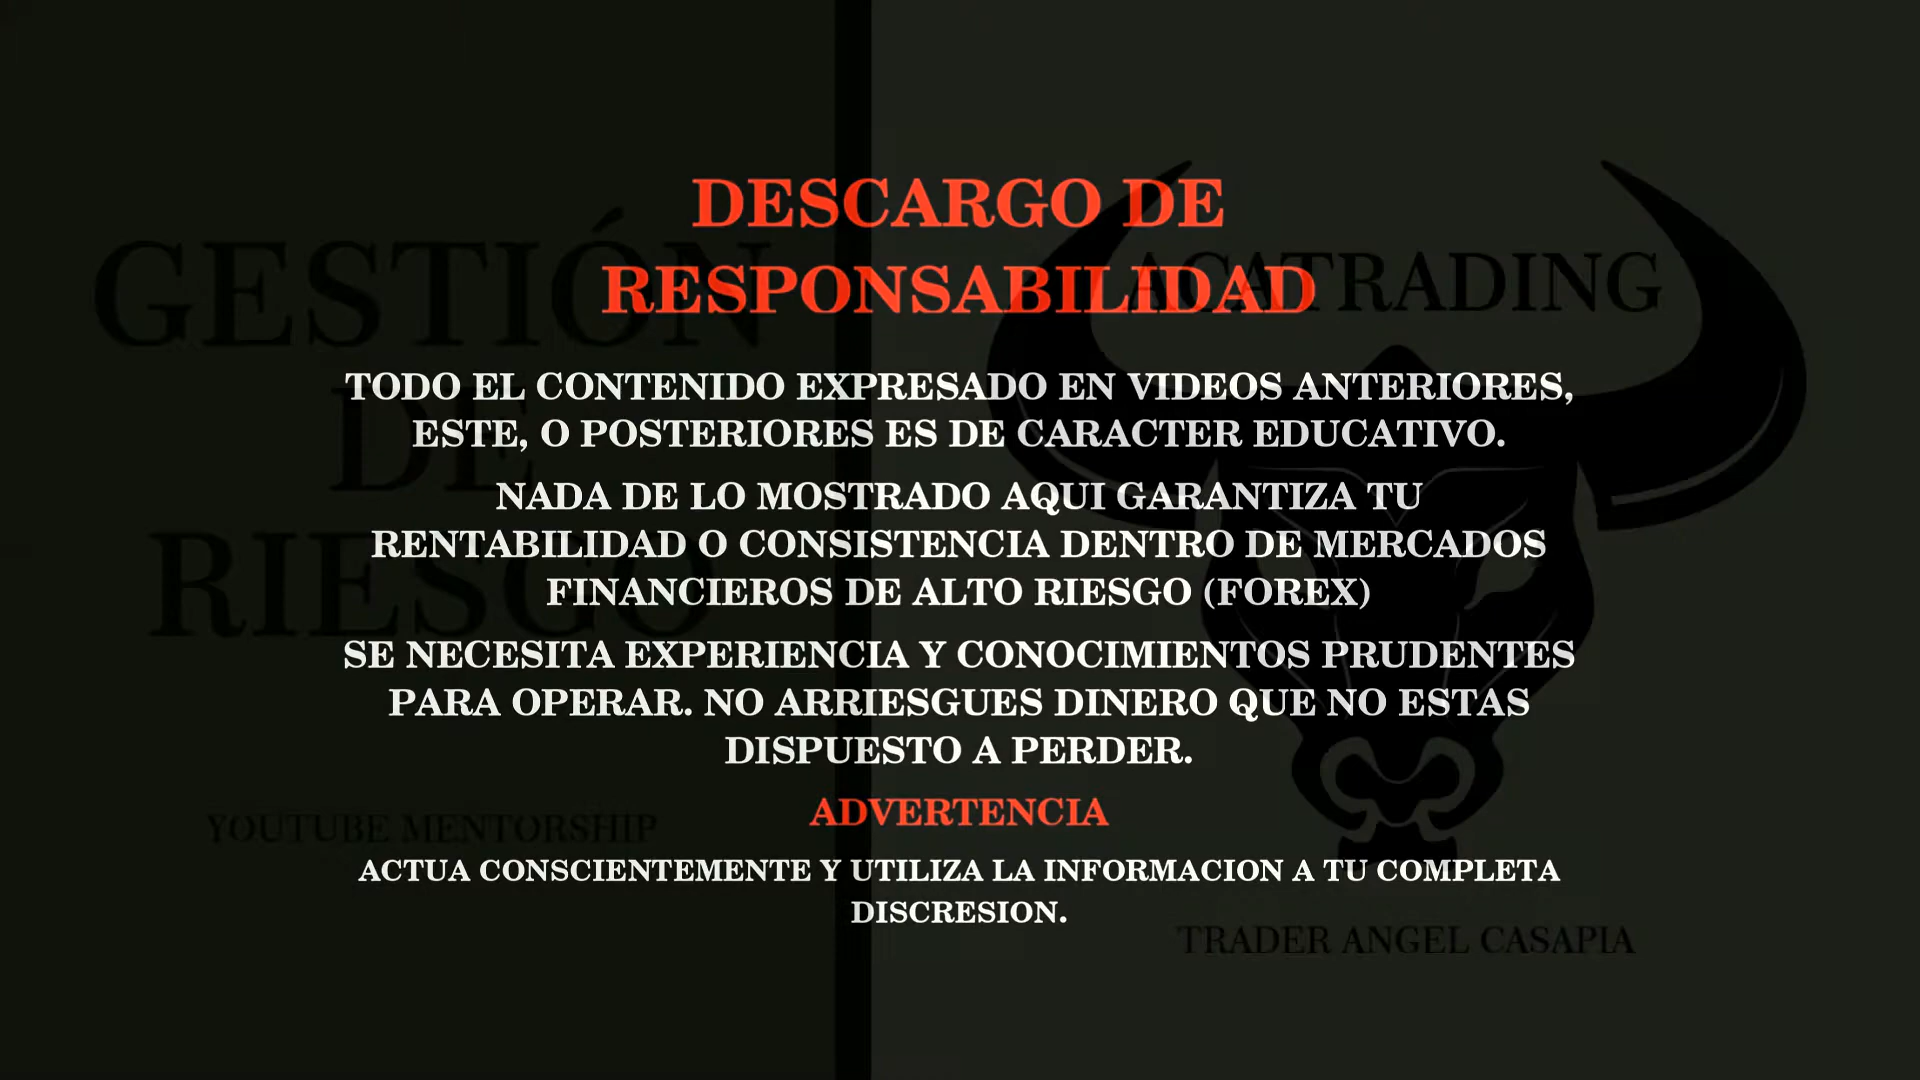 DESCARGO DE
RESPONSABILIDAD
TODO EL CONTENIDO EXPRESADO EN VIDEOS ANTERIORES,
ESTE, O POSTERIORES ES DE CARACTER EDUCATIVO.
NADA DE LO MOSTRADO AQUI GARANTIZA TU
RENTABILIDAD O CONSISTENCIA DENTRO DE MERCADOS
FINANCIEROS DE ALTO RIESGO (FOREX)
SE NECESITA EXPERIENCIA Y CONOCIMIENTOS PRUDENTES
PARA OPERAR. NO ARRIESGUES DINERO QUE NO ESTAS
DISPUESTO A PERDER.
ADVERTENCIA
ACTUA CONSCIENTEMENTE Y UTILIZA LA INFORMACION A TU COMPLETA
DISCRESION.
GESTIÓN
DE
RIESGO
YOUTUBE MENTORSHIP
ACATRADING
TRADER ANGEL CASAPIA